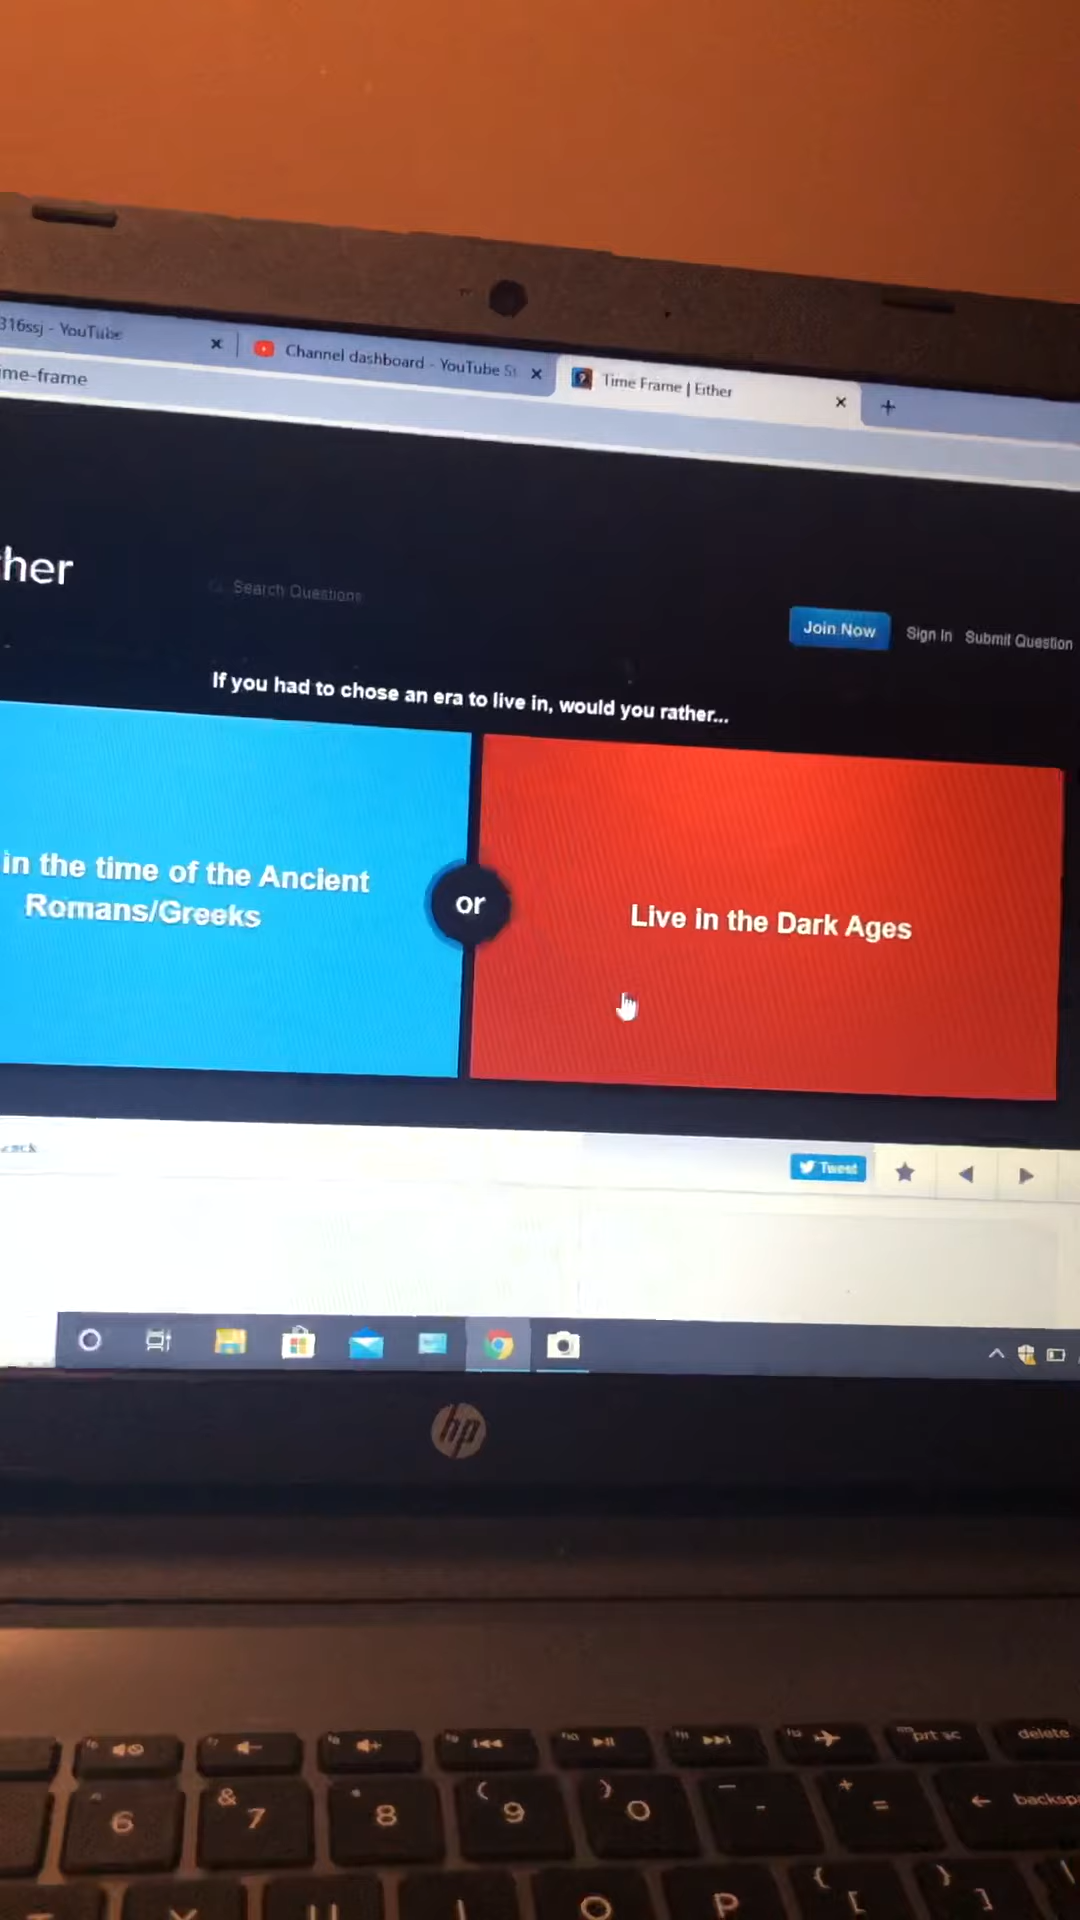 316ssj - YouTube
Channel dashboard - YouTube St
Time Frame | Either
ime-frame
her
Search Questions
Join Now
Sign In
Submit Question
If you had to chose an era to live in, would you rather...
in the time of the Ancient
Romans/Greeks
or
Live in the Dark Ages
Tweet
hp
prt sc
delete
&
*
(
)
-
+
6
7
8
9
0
-
=
backsp
{
}
O
P
[
]